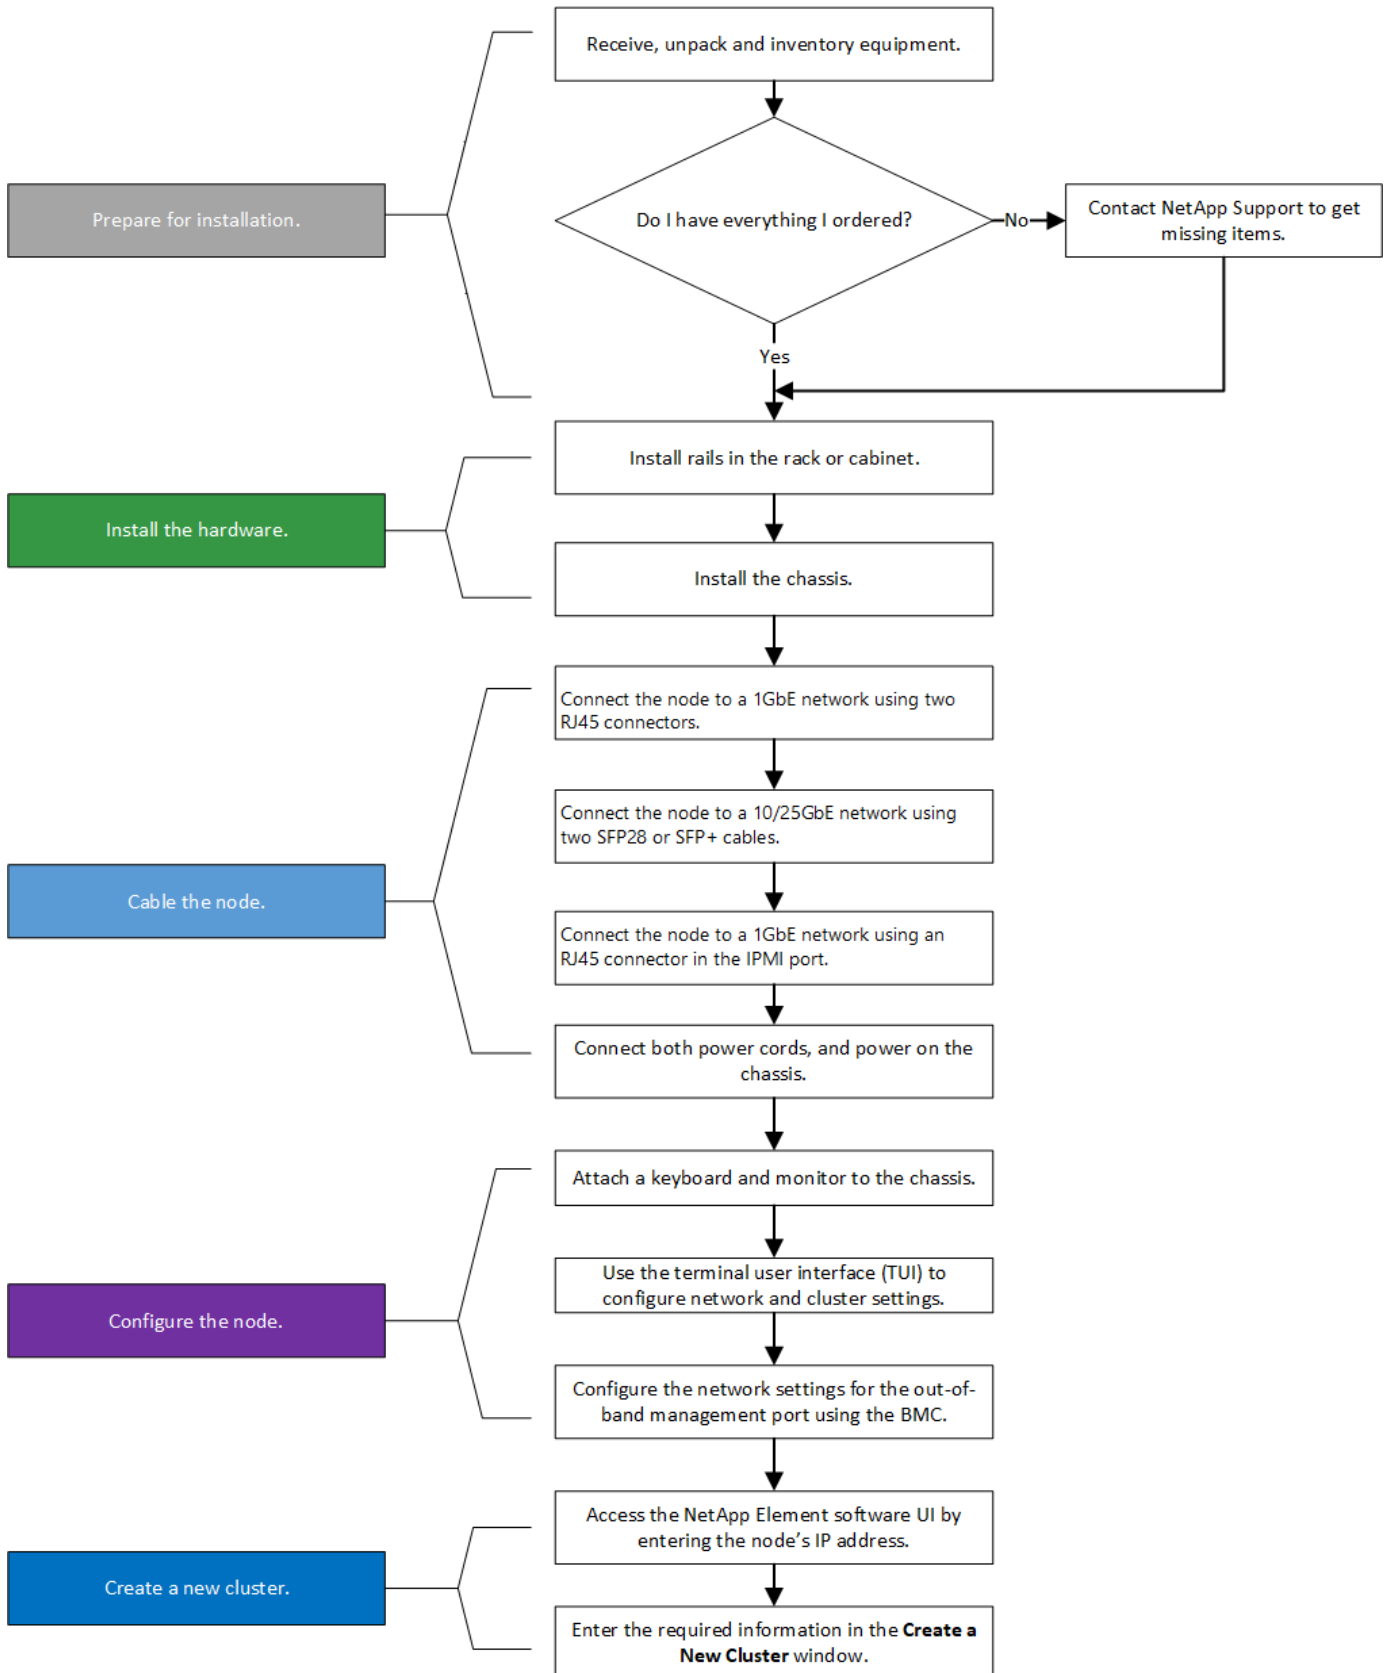 Receive, unpack and inventory equipment.
Prepare for installation.
Do I have everything I ordered?
No
Contact NetApp Support to get
missing items.
Yes
Install the hardware.
Install rails in the rack or cabinet.
Install the chassis.
Cable the node.
Connect the node to a 1GbE network using two
RJ45 connectors.
Connect the node to a 10/25GbE network using
two SFP28 or SFP+ cables.
Connect the node to a 1GbE network using an
RJ45 connector in the IPMI port.
Connect both power cords, and power on the
chassis.
Configure the node.
Attach a keyboard and monitor to the chassis.
Use the terminal user interface (TUI) to
configure network and cluster settings.
Configure the network settings for the out-of-
band management port using the BMC.
Create a new cluster.
Access the NetApp Element software UI by
entering the node’s IP address.
Enter the required information in the Create a
New Cluster window.